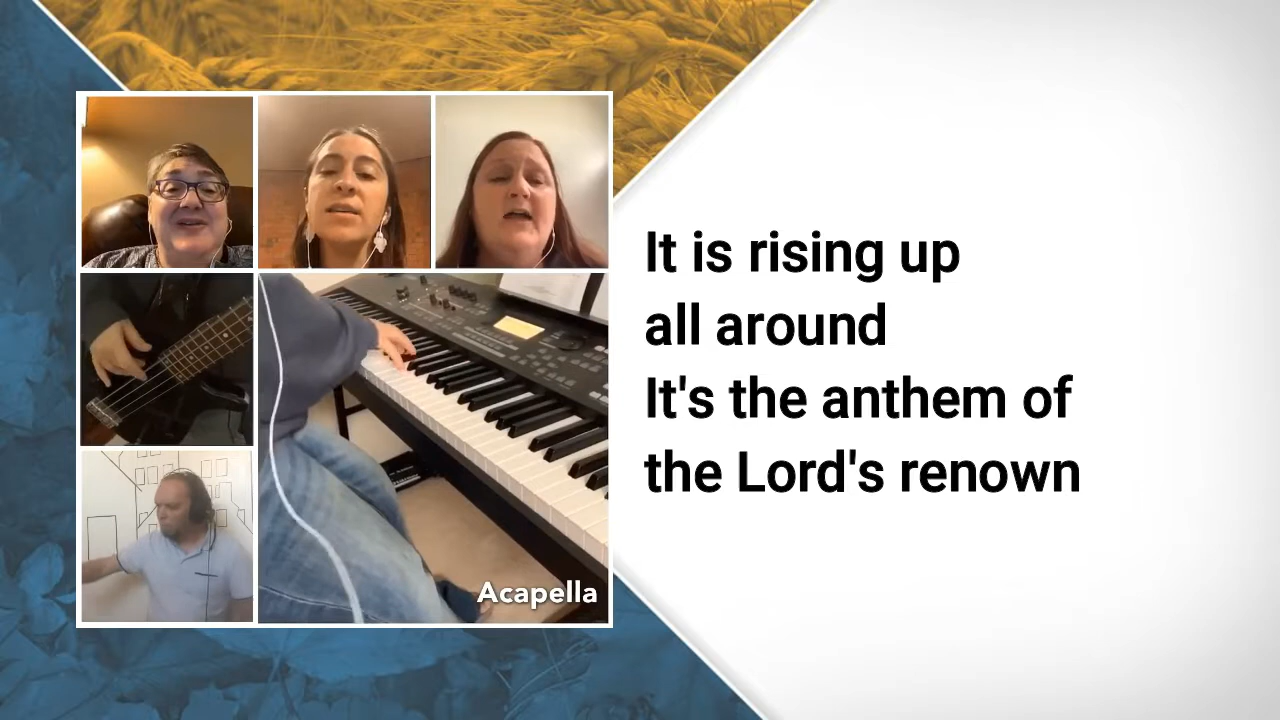 It is rising up
all around
It's the anthem of
the Lord's renown
Acapella